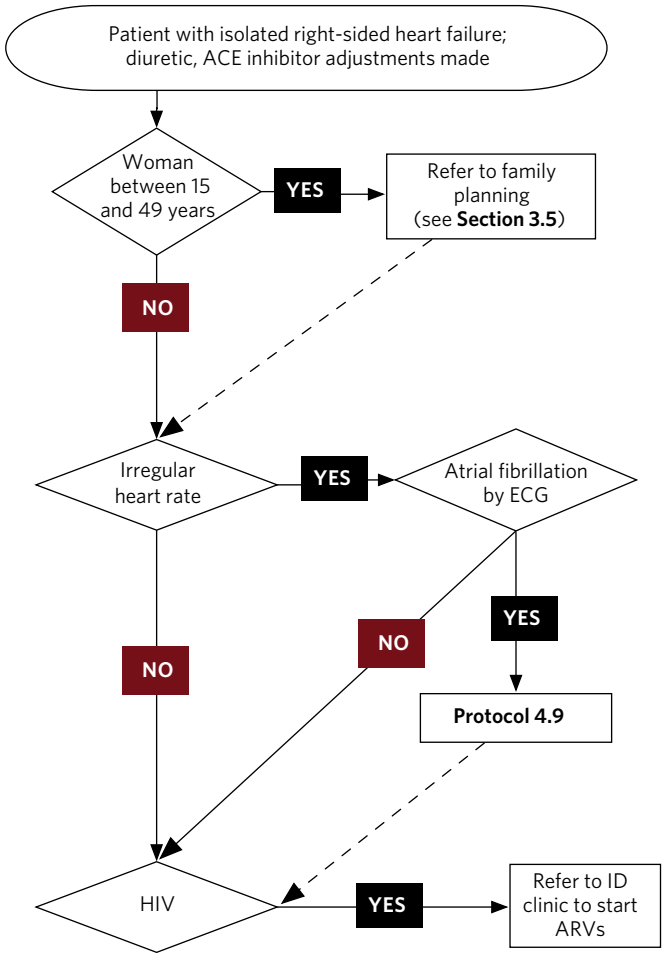 Patient with isolated right-sided heart failure;
diuretic, ACE inhibitor adjustments made
Woman
between 15
and 49 years
YES
Refer to family
planning
(see Section 3.5)
NO
Irregular
heart rate
YES
Atrial fibrillation
by ECG
NO
YES
NO
Protocol 4.9
HIV
YES
Refer to ID
clinic to start
ARVs